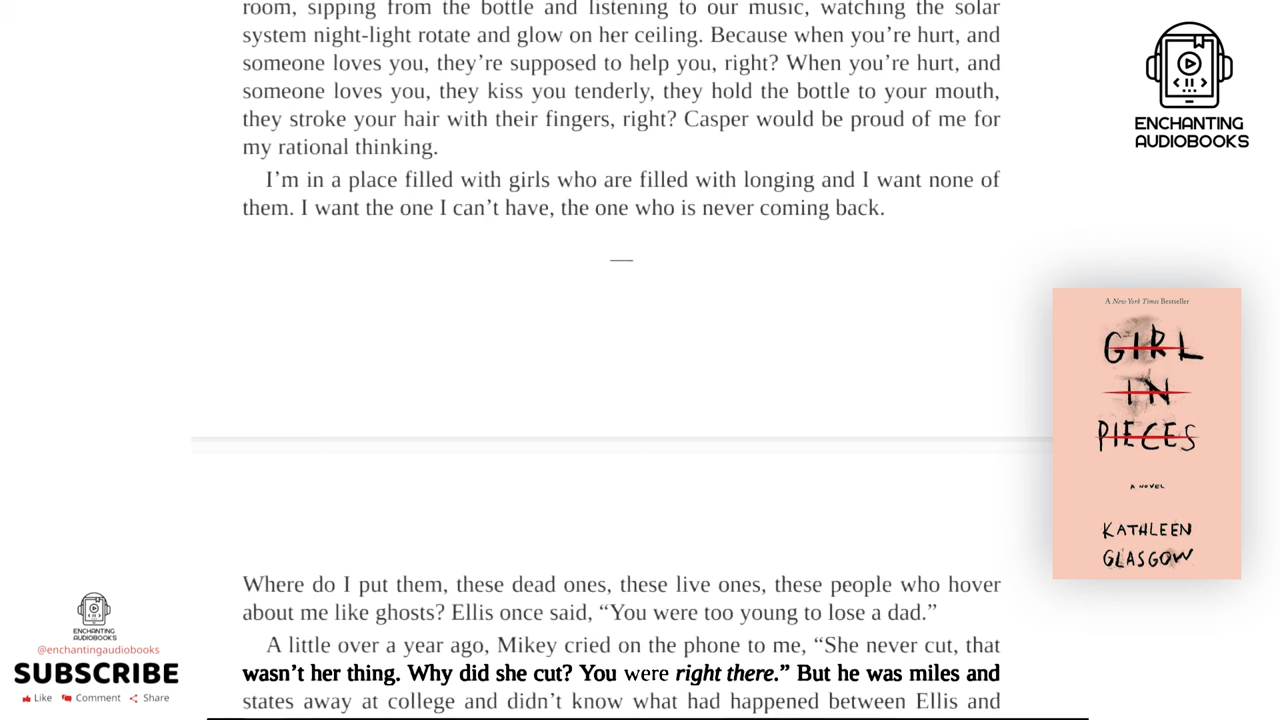 room, sipping from the bottle and listening to our music, watching the solar
system night-light rotate and glow on her ceiling. Because when you’re hurt, and
someone loves you, they’re supposed to help you, right? When you’re hurt, and
someone loves you, they kiss you tenderly, they hold the bottle to your mouth,
they stroke your hair with their fingers, right? Casper would be proud of me for
my rational thinking.
I’m in a place filled with girls who are filled with longing and I want none of
them. I want the one I can’t have, the one who is never coming back.
—
Where do I put them, these dead ones, these live ones, these people who hover
about me like ghosts? Ellis once said, “You were too young to lose a dad.”
A little over a year ago, Mikey cried on the phone to me, “She never cut, that
wasn’t her thing. Why did she cut? You were right there.” But he was miles and
states away at college and didn’t know what had happened between Ellis and
ENCHANTING
AUDIOBOOKS
A New York Times Bestseller
GIRL
IN
PIECES
A NOVEL
KATHLEEN
GLASGOW
ENCHANTING
AUDIOBOOKS
@enchantingaudiobooks
SUBSCRIBE
Like Comment Share